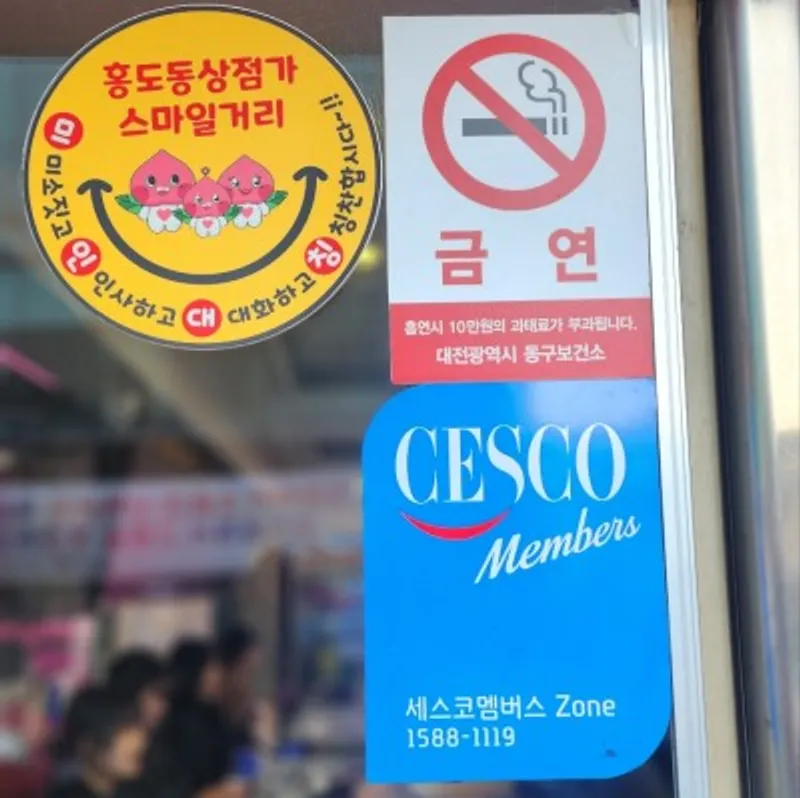 홍도동상점가
스마일거리
미 미소짓고 인 인사하고 대 대화하고 칭 칭찬합시다~!!
금 연
흡연시 10만원의 과태료가 부과됩니다.
대전광역시 동구보건소
CESCO
Members
세스코멤버스 Zone
1588-1119